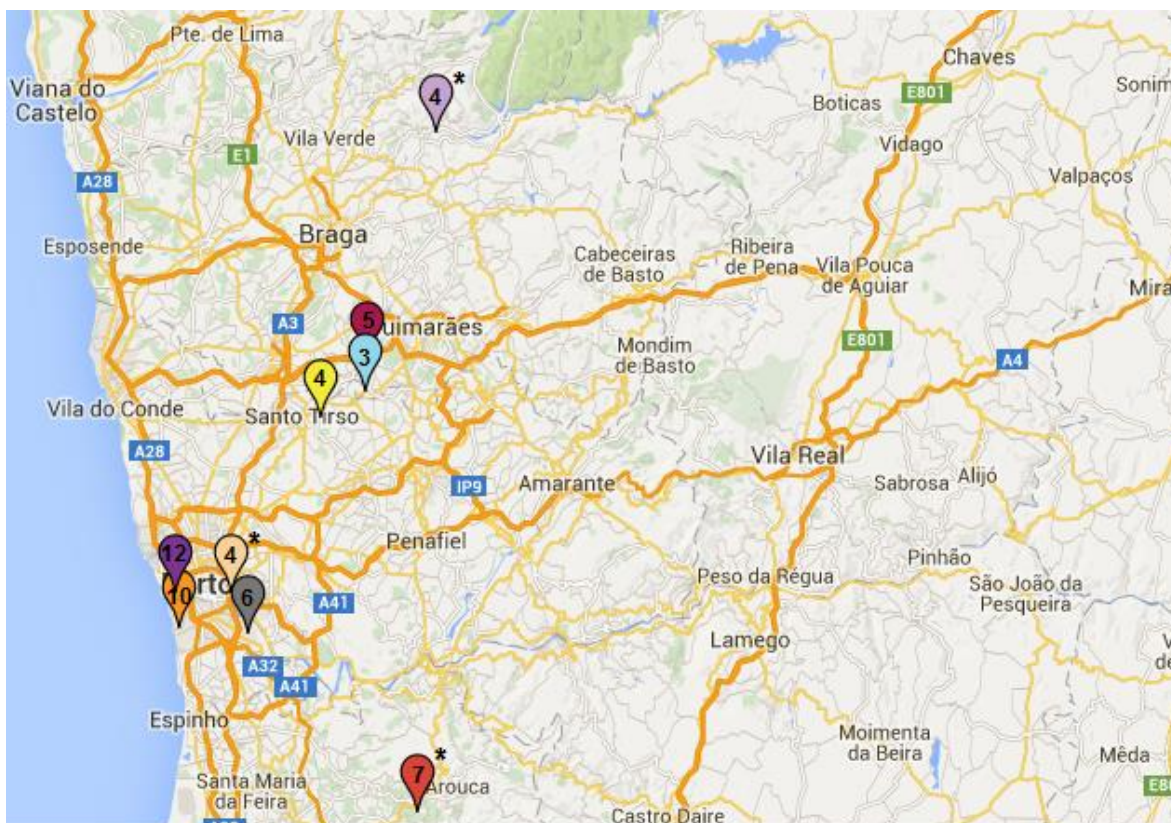 Pte. de Lima
Chaves
Viana do
Castelo
4
*
E801
Boticas
Sonim
Vila Verde
Vidago
E1
A28
Valpaços
Braga
Esposende
Cabeceiras
de Basto
Ribeira
de Pena
Vila Pouca
de Aguiar
Mira
A3
5
uimarães
3
E801
Mondim
de Basto
A4
4
Vila do Conde
Santo Tirso
A28
Vila Real
IP9
Amarante
Sabrosa
Alijó
Penafiel
12
4
*
Pinhão
orto
10
6
A41
Peso da Régua
São João da
Pesqueira
Lamego
A32
A41
Espinho
Moimenta
da Beira
Mêda
7
*
Arouca
Santa Maria
da Feira
Castro Daire